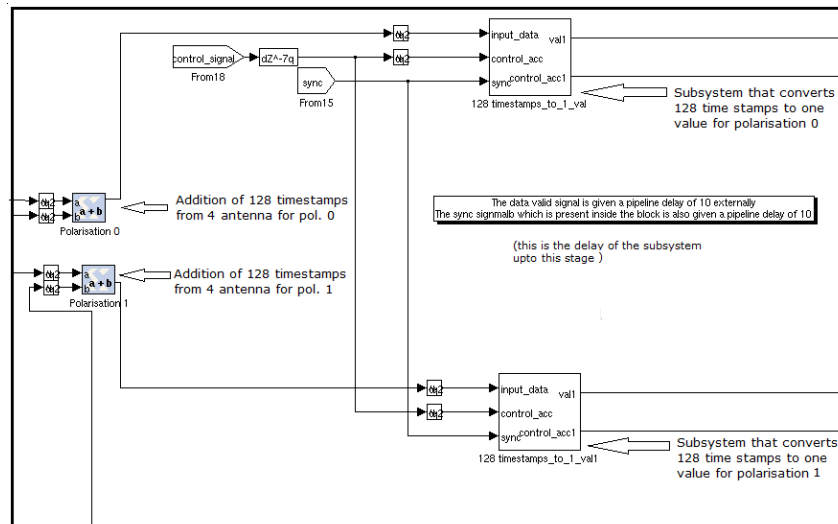 input_data
val1
control_acc
sync
control_acc1
128 timestamps_to_1_val
control_signal
From18
dZ^-7q
sync
From15
Subsystem that converts
128 time stamps to one
value for polarisation 0
a
b
a + b
Polarisation 0
Addition of 128 timestamps
from 4 antenna for pol. 0
The data valid signal is given a pipeline delay of 10 externally
The sync signmalb which is present inside the block is also given a pipeline delay of 10
(this is the delay of the subsystem
upto this stage )
a
b
a + b
Polarisation 1
Addition of 128 timestamps
from 4 antenna for pol. 1
input_data
val1
control_acc
sync
control_acc1
128 timestamps_to_1_val1
Subsystem that converts
128 time stamps to one
value for polarisation 1